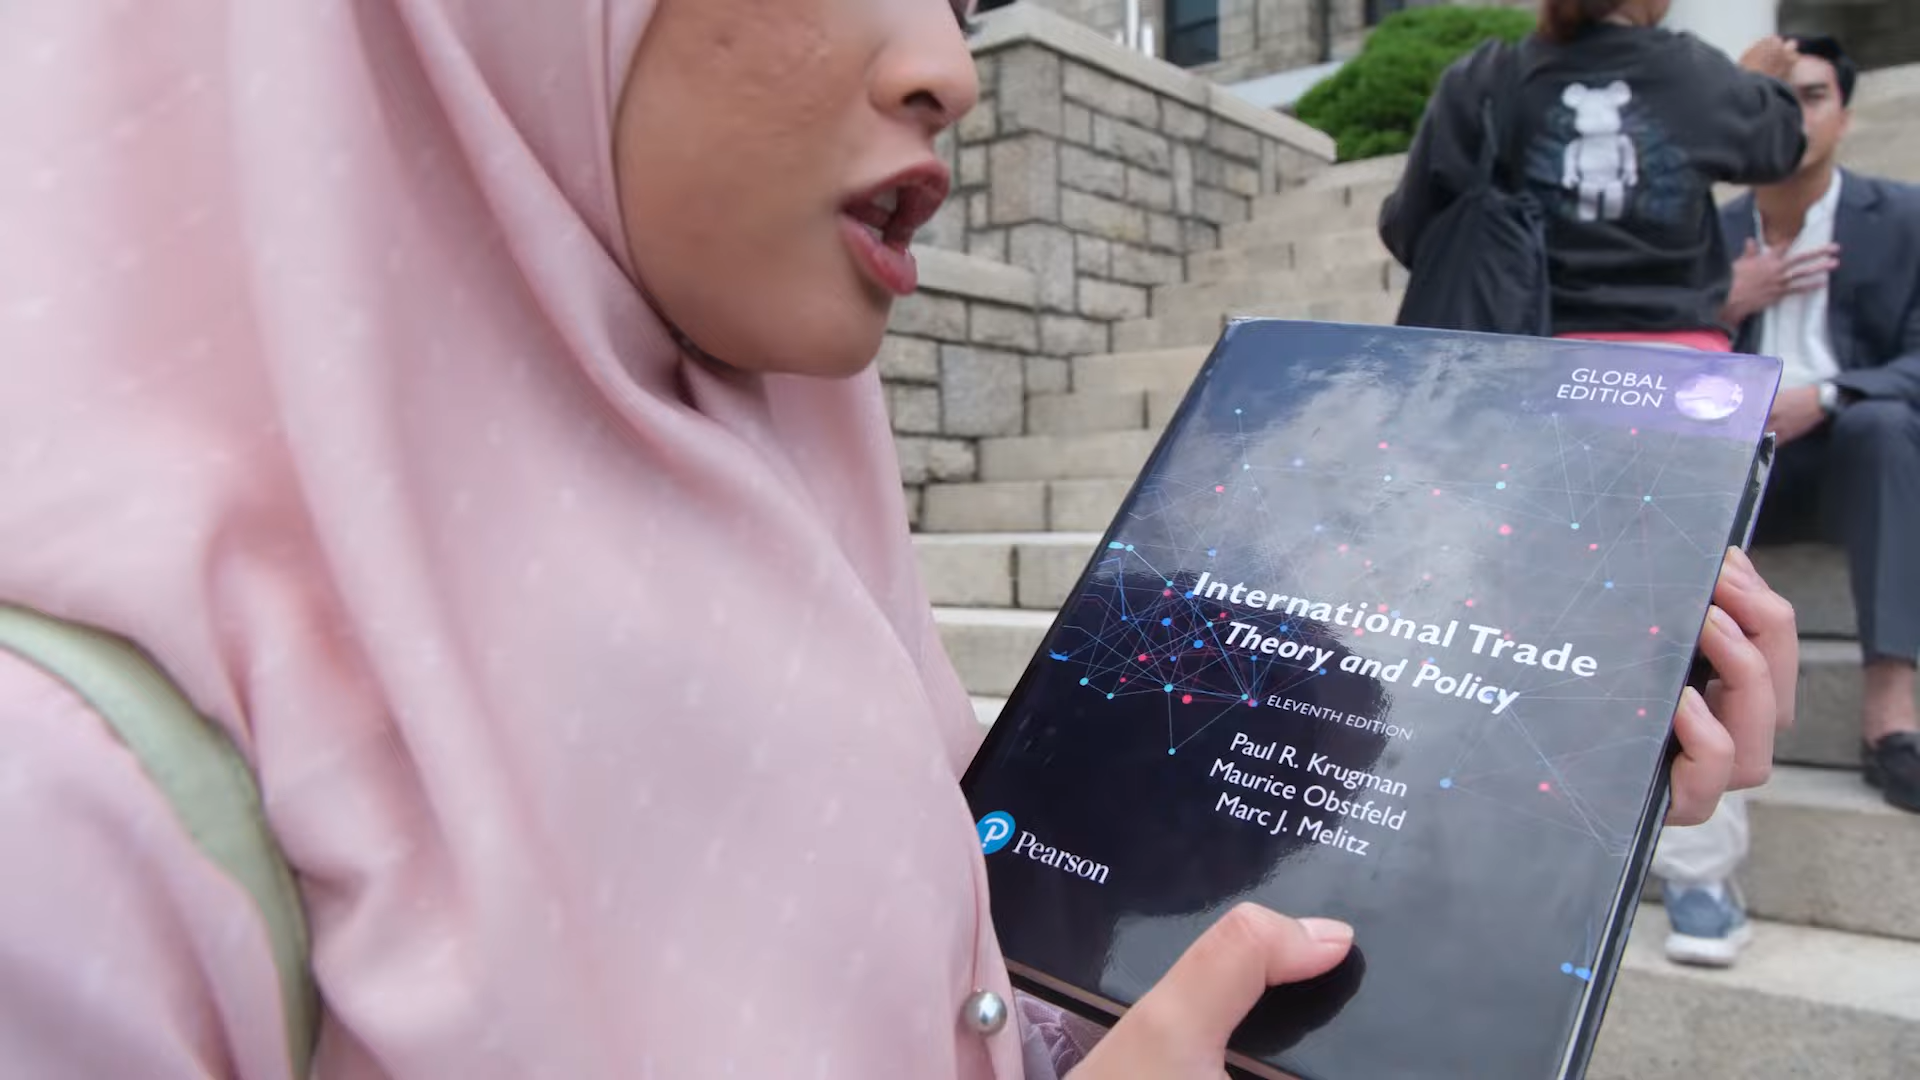 GLOBAL
EDITION
International Trade
Theory and Policy
ELEVENTH EDITION
Paul R. Krugman
Maurice Obstfeld
Marc J. Melitz
Pearson